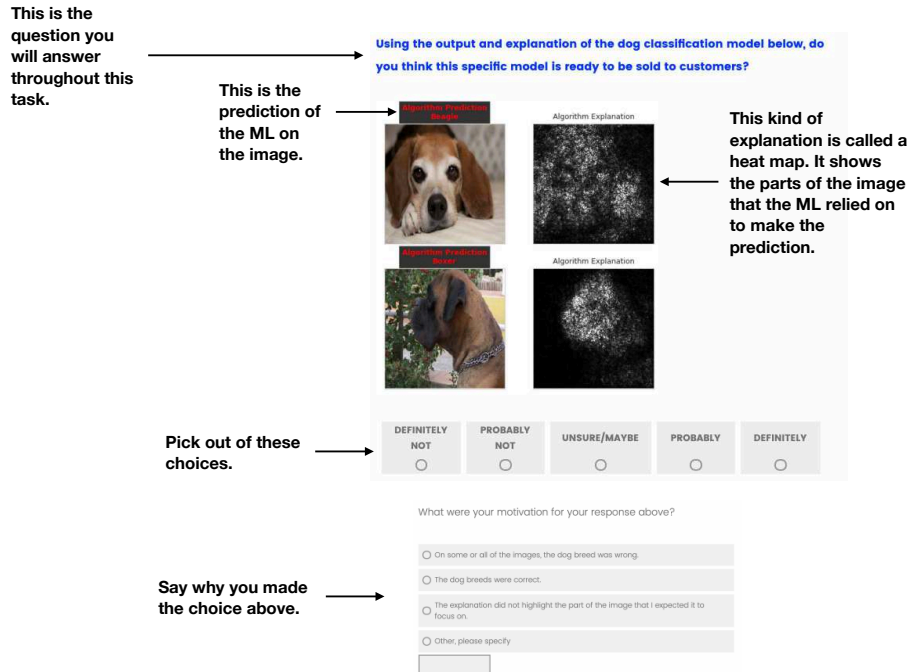 This is the
question you
will answer
throughout this
task.
Using the output and explanation of the dog classification model below, do
you think this specific model is ready to be sold to customers?
This is the
prediction of
the ML on
the image.
Algorithm Prediction
Beagle
Algorithm Explanation
This kind of
explanation is called a
heat map. It shows
the parts of the image
that the ML relied on
to make the
prediction.
Algorithm Prediction
Boxer
Algorithm Explanation
Pick out of these
choices.
DEFINITELY
NOT
PROBABLY
NOT
UNSURE/MAYBE
PROBABLY
DEFINITELY
What were your motivation for your response above?
On some or all of the images, the dog breed was wrong.
The dog breeds were correct.
The explanation did not highlight the part of the image that I expected it to
focus on.
Other, please specify
Say why you made
the choice above.